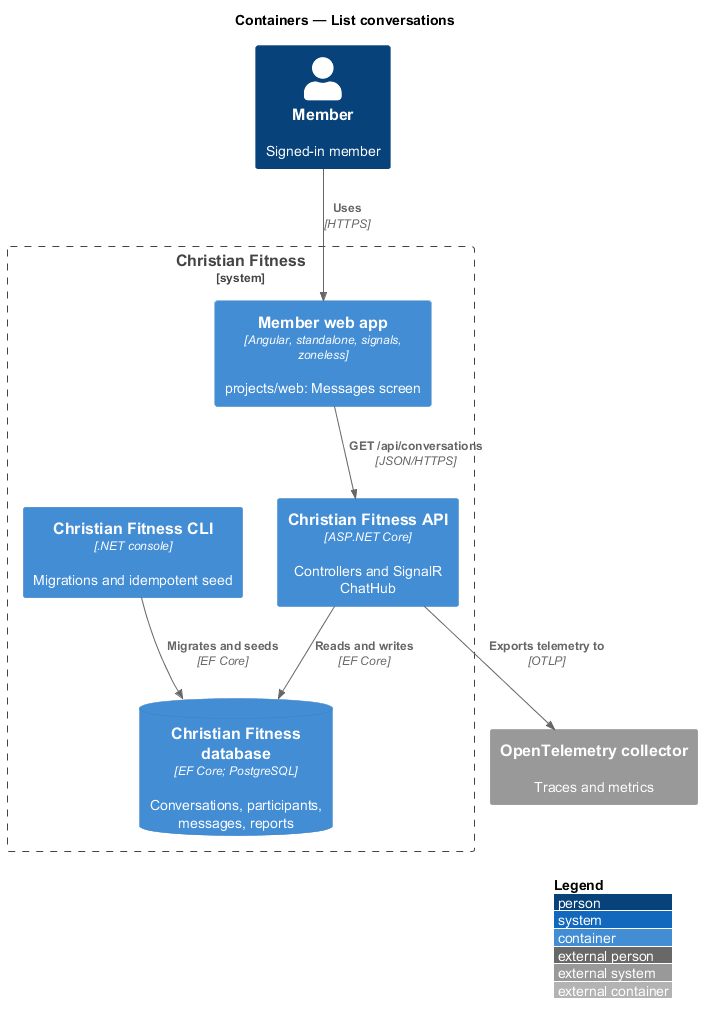 Containers — List conversations
Member
Signed-in member
Uses
[HTTPS]
Christian Fitness
[system]
Member web app
[Angular, standalone, signals,
zoneless]
projects/web: Messages screen
GET /api/conversations
[JSON/HTTPS]
Christian Fitness CLI
[.NET console]
Migrations and idempotent seed
Christian Fitness API
[ASP.NET Core]
Controllers and SignalR
ChatHub
Migrates and seeds
[EF Core]
Reads and writes
[EF Core]
Exports telemetry to
[OTLP]
Christian Fitness
database
[EF Core; PostgreSQL]
Conversations, participants,
messages, reports
OpenTelemetry collector
Traces and metrics
Legend
person
system
container
external person
external system
external container